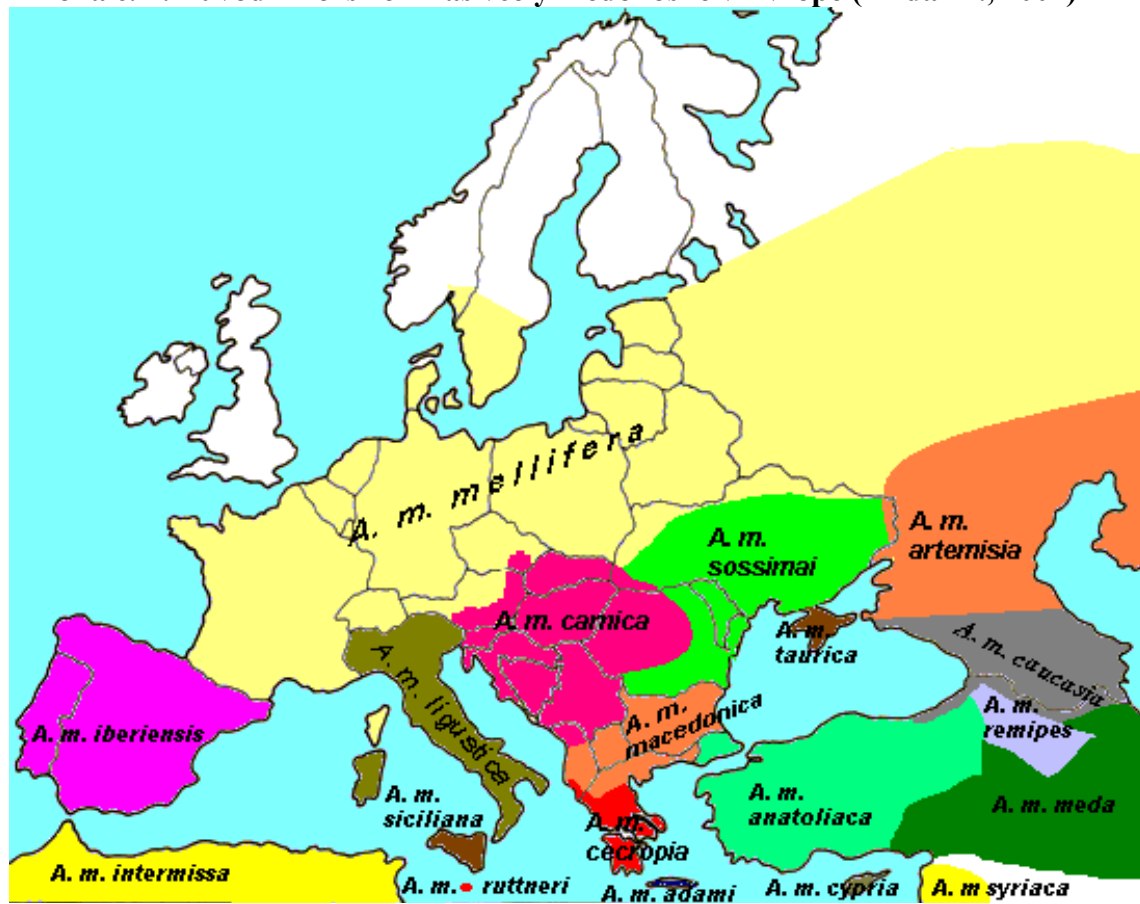 A. m. mellifera
A. m.
sossimai
A. m.
artemisia
A. m. carnica
A. m.
taurica
A. m. caucasia
A. m. ligustica
A. m.
macedonica
A. m.
remipes
A. m. iberiensis
A. m.
siciliana
A. m.
anatoliaca
A. m. meda
A. m.
cecropia
A. m. intermissa
A. m. ruttneri
A. m. adami
A. m. cypria
A. m syriaca